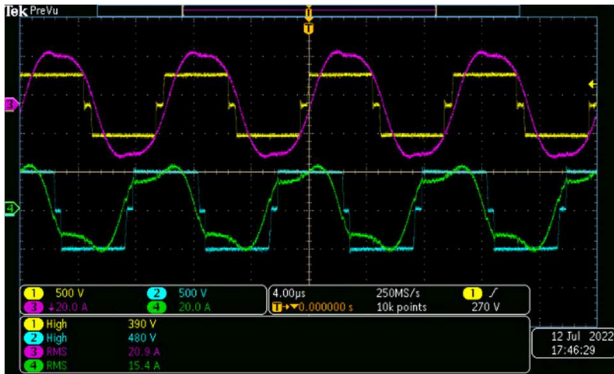 Tek PreVu
T
3
4
1 500 V 2 500 V
3 ↓20.0 A 4 20.0 A
4.00µs 250MS/s 1 ∫
T→▼0.000000 s 10k points 270 V
1 High 390 V
2 High 480 V
3 RMS 20.9 A
4 RMS 15.4 A
12 Jul 2022
17:46:29